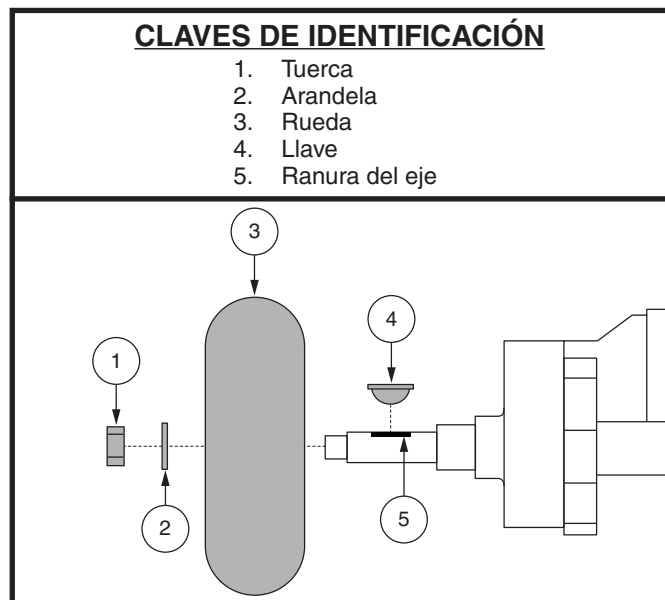 CLAVES DE IDENTIFICACIÓN
1. Tuerca
2. Arandela
3. Rueda
4. Llave
5. Ranura del eje
3
4
1
2
5